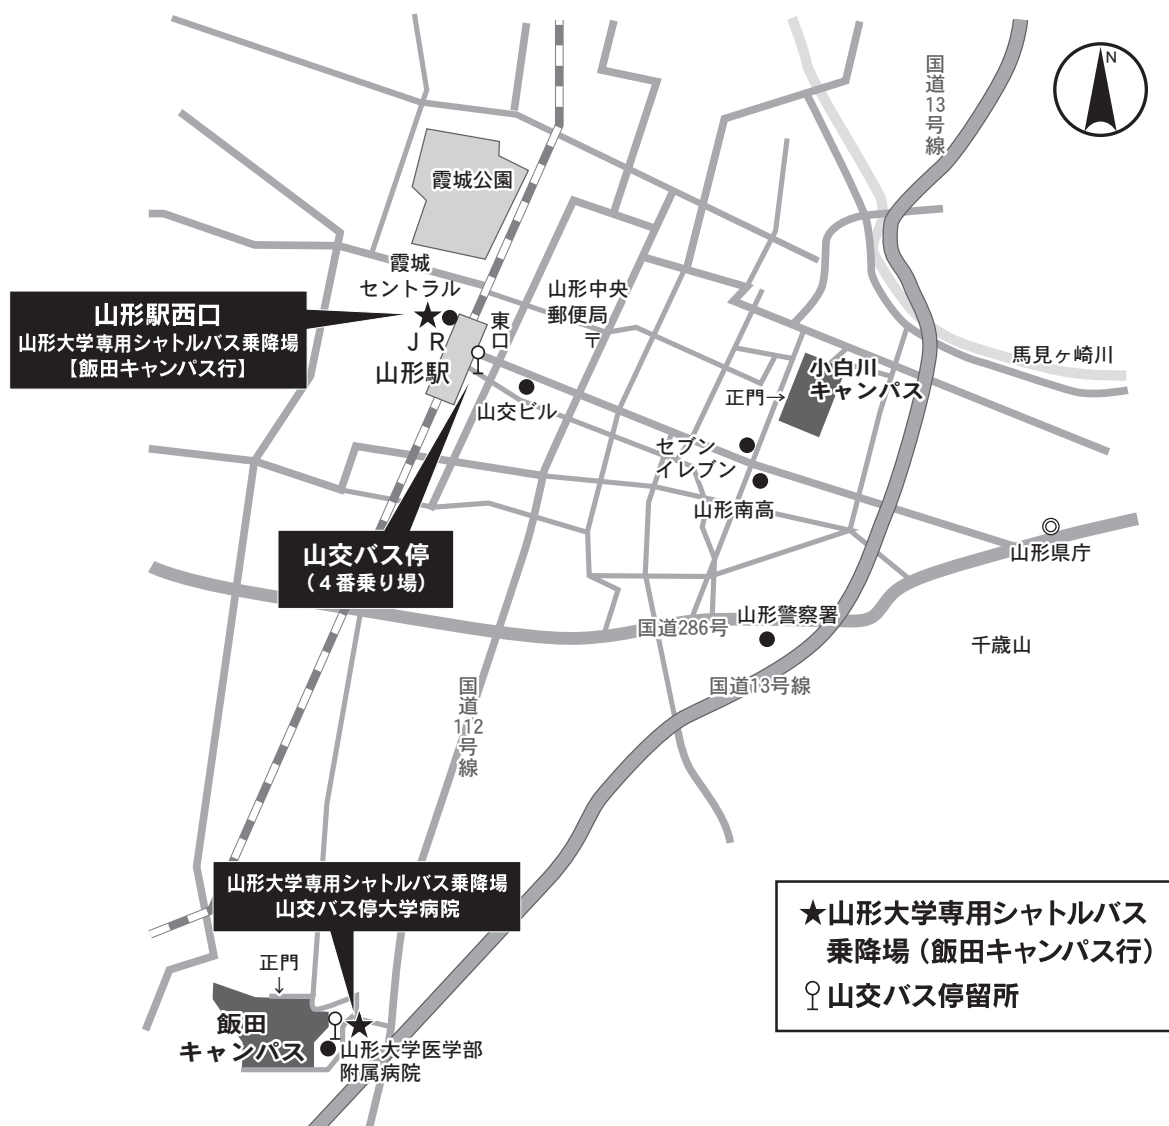 N
国道13号線
霞城公園
霞城
セントラル
山形駅西口
山形大学専用シャトルバス乗降場
【飯田キャンパス行】
JR
山形駅
東口
山形中央
郵便局
〒
馬見ヶ崎川
小白川
キャンパス
正門→
山交ビル
セブン
イレブン
山形南高
山交バス停
(4番乗り場)
山形県庁
山形警察署
国道286号
千歳山
国道13号線
国道112号線
山形大学専用シャトルバス乗降場
山交バス停大学病院
正門
↓
飯田
キャンパス
山形大学医学部
附属病院
★山形大学専用シャトルバス
乗降場(飯田キャンパス行)
山交バス停留所